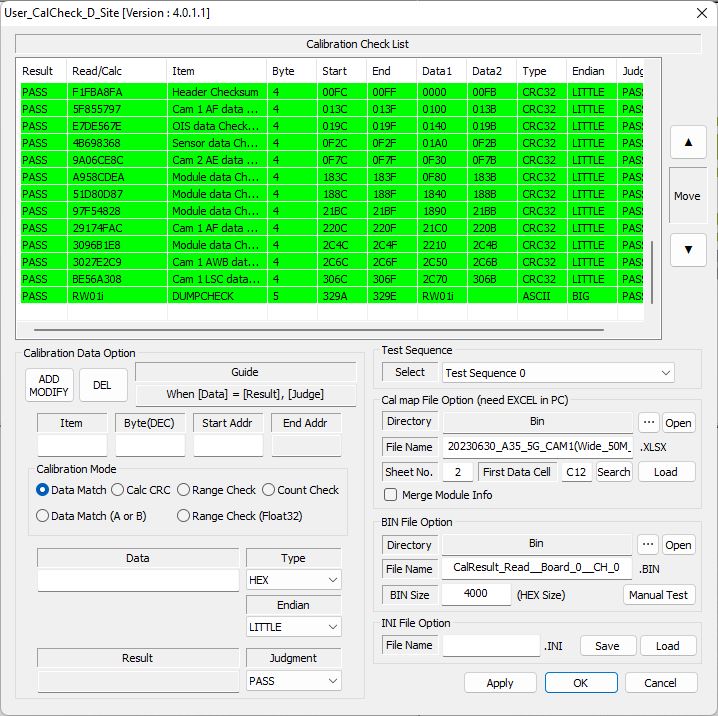 User_CalCheck_D_Site [Version : 4.0.1.1]
Calibration Check List
Result Read/Calc Item Byte Start End Data1 Data2 Type Endian Judg
PASS F1FBA8FA Header Checksum 4 00FC 00FF 0000 00FB CRC32 LITTLE PAS
PASS 5F855797 Cam 1 AF data ... 4 013C 013F 0100 013B CRC32 LITTLE PAS
PASS E7DE567E OIS data Check... 4 019C 019F 0140 019B CRC32 LITTLE PAS
PASS 4B698368 Sensor data Ch... 4 0F2C 0F2F 01A0 0F2B CRC32 LITTLE PAS
PASS 9A06CE8C Cam 2 AE data ... 4 0F7C 0F7F 0F30 0F7B CRC32 LITTLE PAS
PASS A958CDEA Module data Ch... 4 183C 183F 0F80 183B CRC32 LITTLE PAS
PASS 51D80D87 Module data Ch... 4 188C 188F 1840 188B CRC32 LITTLE PAS
PASS 97F54828 Module data Ch... 4 21BC 21BF 1890 21BB CRC32 LITTLE PAS
PASS 29174FAC Cam 1 AF data ... 4 220C 220F 21C0 220B CRC32 LITTLE PAS
PASS 3096B1E8 Module data Ch... 4 2C4C 2C4F 2210 2C4B CRC32 LITTLE PAS
PASS 3027E2C9 Cam 1 AWB dat... 4 2C6C 2C6F 2C50 2C6B CRC32 LITTLE PAS
PASS BE56A308 Cam 1 LSC data... 4 306C 306F 2C70 306B CRC32 LITTLE PAS
PASS RW01i DUMPCHECK 5 329A 329E RW01i ASCII BIG PAS
▲
Move
▼
Calibration Data Option
ADD
MODIFY
DEL
Guide
When [Data] = [Result], [Judge]
Item Byte(DEC) Start Addr End Addr
Calibration Mode
Data Match Calc CRC Range Check Count Check
Data Match (A or B) Range Check (Float32)
Data Type
HEX
Endian
LITTLE
Result Judgment
PASS
Test Sequence
Select Test Sequence 0
Cal map File Option (need EXCEL in PC)
Directory Bin ... Open
File Name 20230630_A35_5G_CAM1(Wide_50M_ .XLSX
Sheet No. 2 First Data Cell C12 Search Load
Merge Module Info
BIN File Option
Directory Bin ... Open
File Name CalResult_Read__Board_0__CH_0 .BIN
BIN Size 4000 (HEX Size) Manual Test
INI File Option
File Name .INI Save Load
Apply OK Cancel